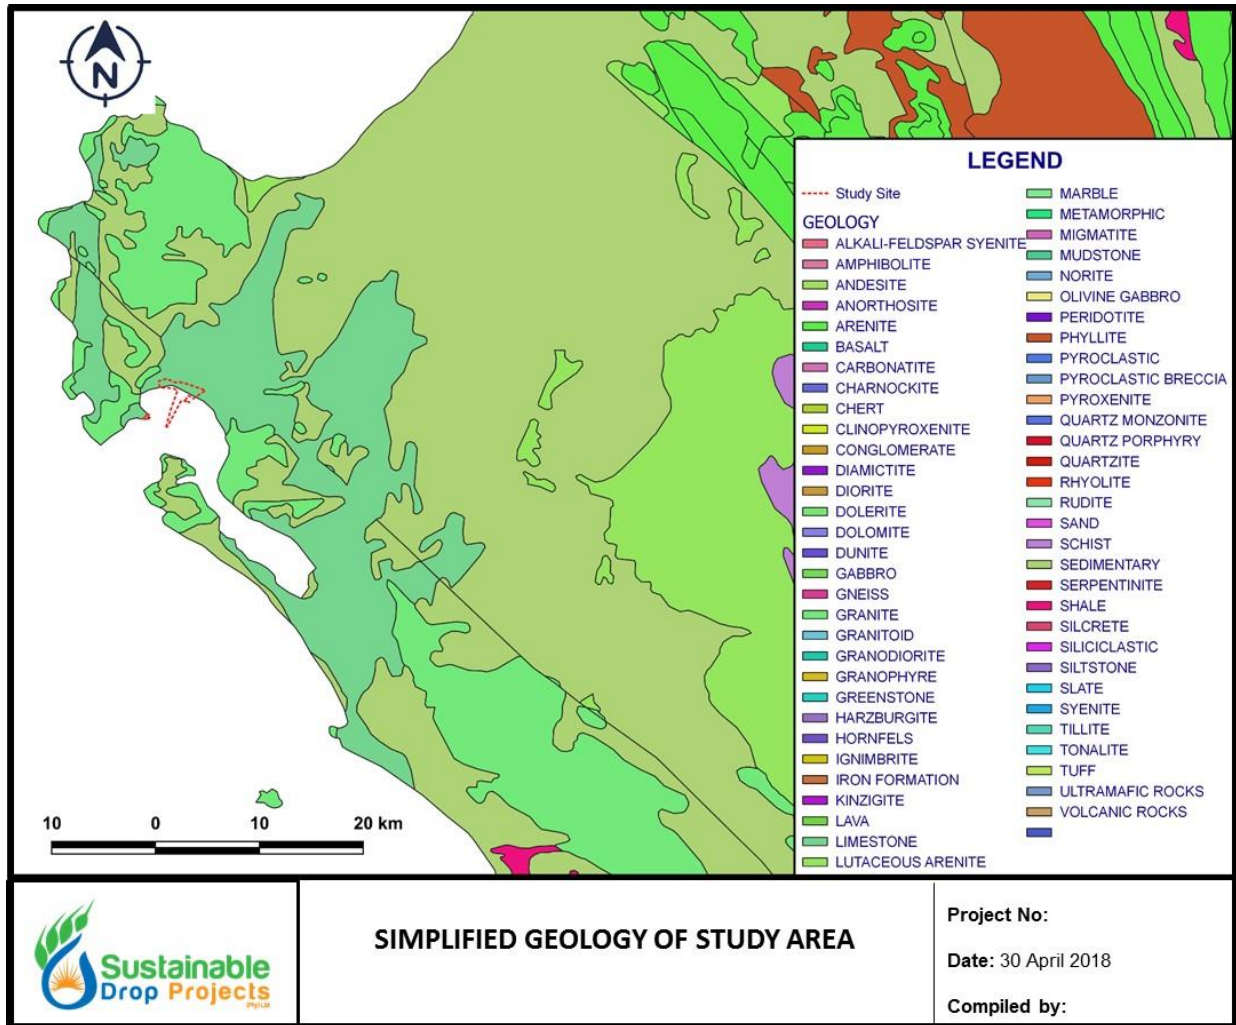 N
LEGEND
Study Site
GEOLOGY
ALKALI-FELDSPAR SYENITE
AMPHIBOLITE
ANDESITE
ANORTHOSITE
ARENITE
BASALT
CARBONATITE
CHARNOCKITE
CHERT
CLINOPYROXENITE
CONGLOMERATE
DIAMICTITE
DIORITE
DOLERITE
DOLOMITE
DUNITE
GABBRO
GNEISS
GRANITE
GRANITOID
GRANODIORITE
GRANOPHYRE
GREENSTONE
HARZBURGITE
HORNFELS
IGNIMBRITE
IRON FORMATION
KINZIGITE
LAVA
LIMESTONE
LUTACEOUS ARENITE
MARBLE
METAMORPHIC
MIGMATITE
MUDSTONE
NORITE
OLIVINE GABBRO
PERIDOTITE
PHYLLITE
PYROCLASTIC
PYROCLASTIC BRECCIA
PYROXENITE
QUARTZ MONZONITE
QUARTZ PORPHYRY
QUARTZITE
RHYOLITE
RUDITE
SAND
SCHIST
SEDIMENTARY
SERPENTINITE
SHALE
SILCRETE
SILICICLASTIC
SILTSTONE
SLATE
SYENITE
TILLITE
TONALITE
TUFF
ULTRAMAFIC ROCKS
VOLCANIC ROCKS
10 0 10 20 km
Sustainable
Drop Projects
SIMPLIFIED GEOLOGY OF STUDY AREA
Project No:
Date: 30 April 2018
Compiled by: